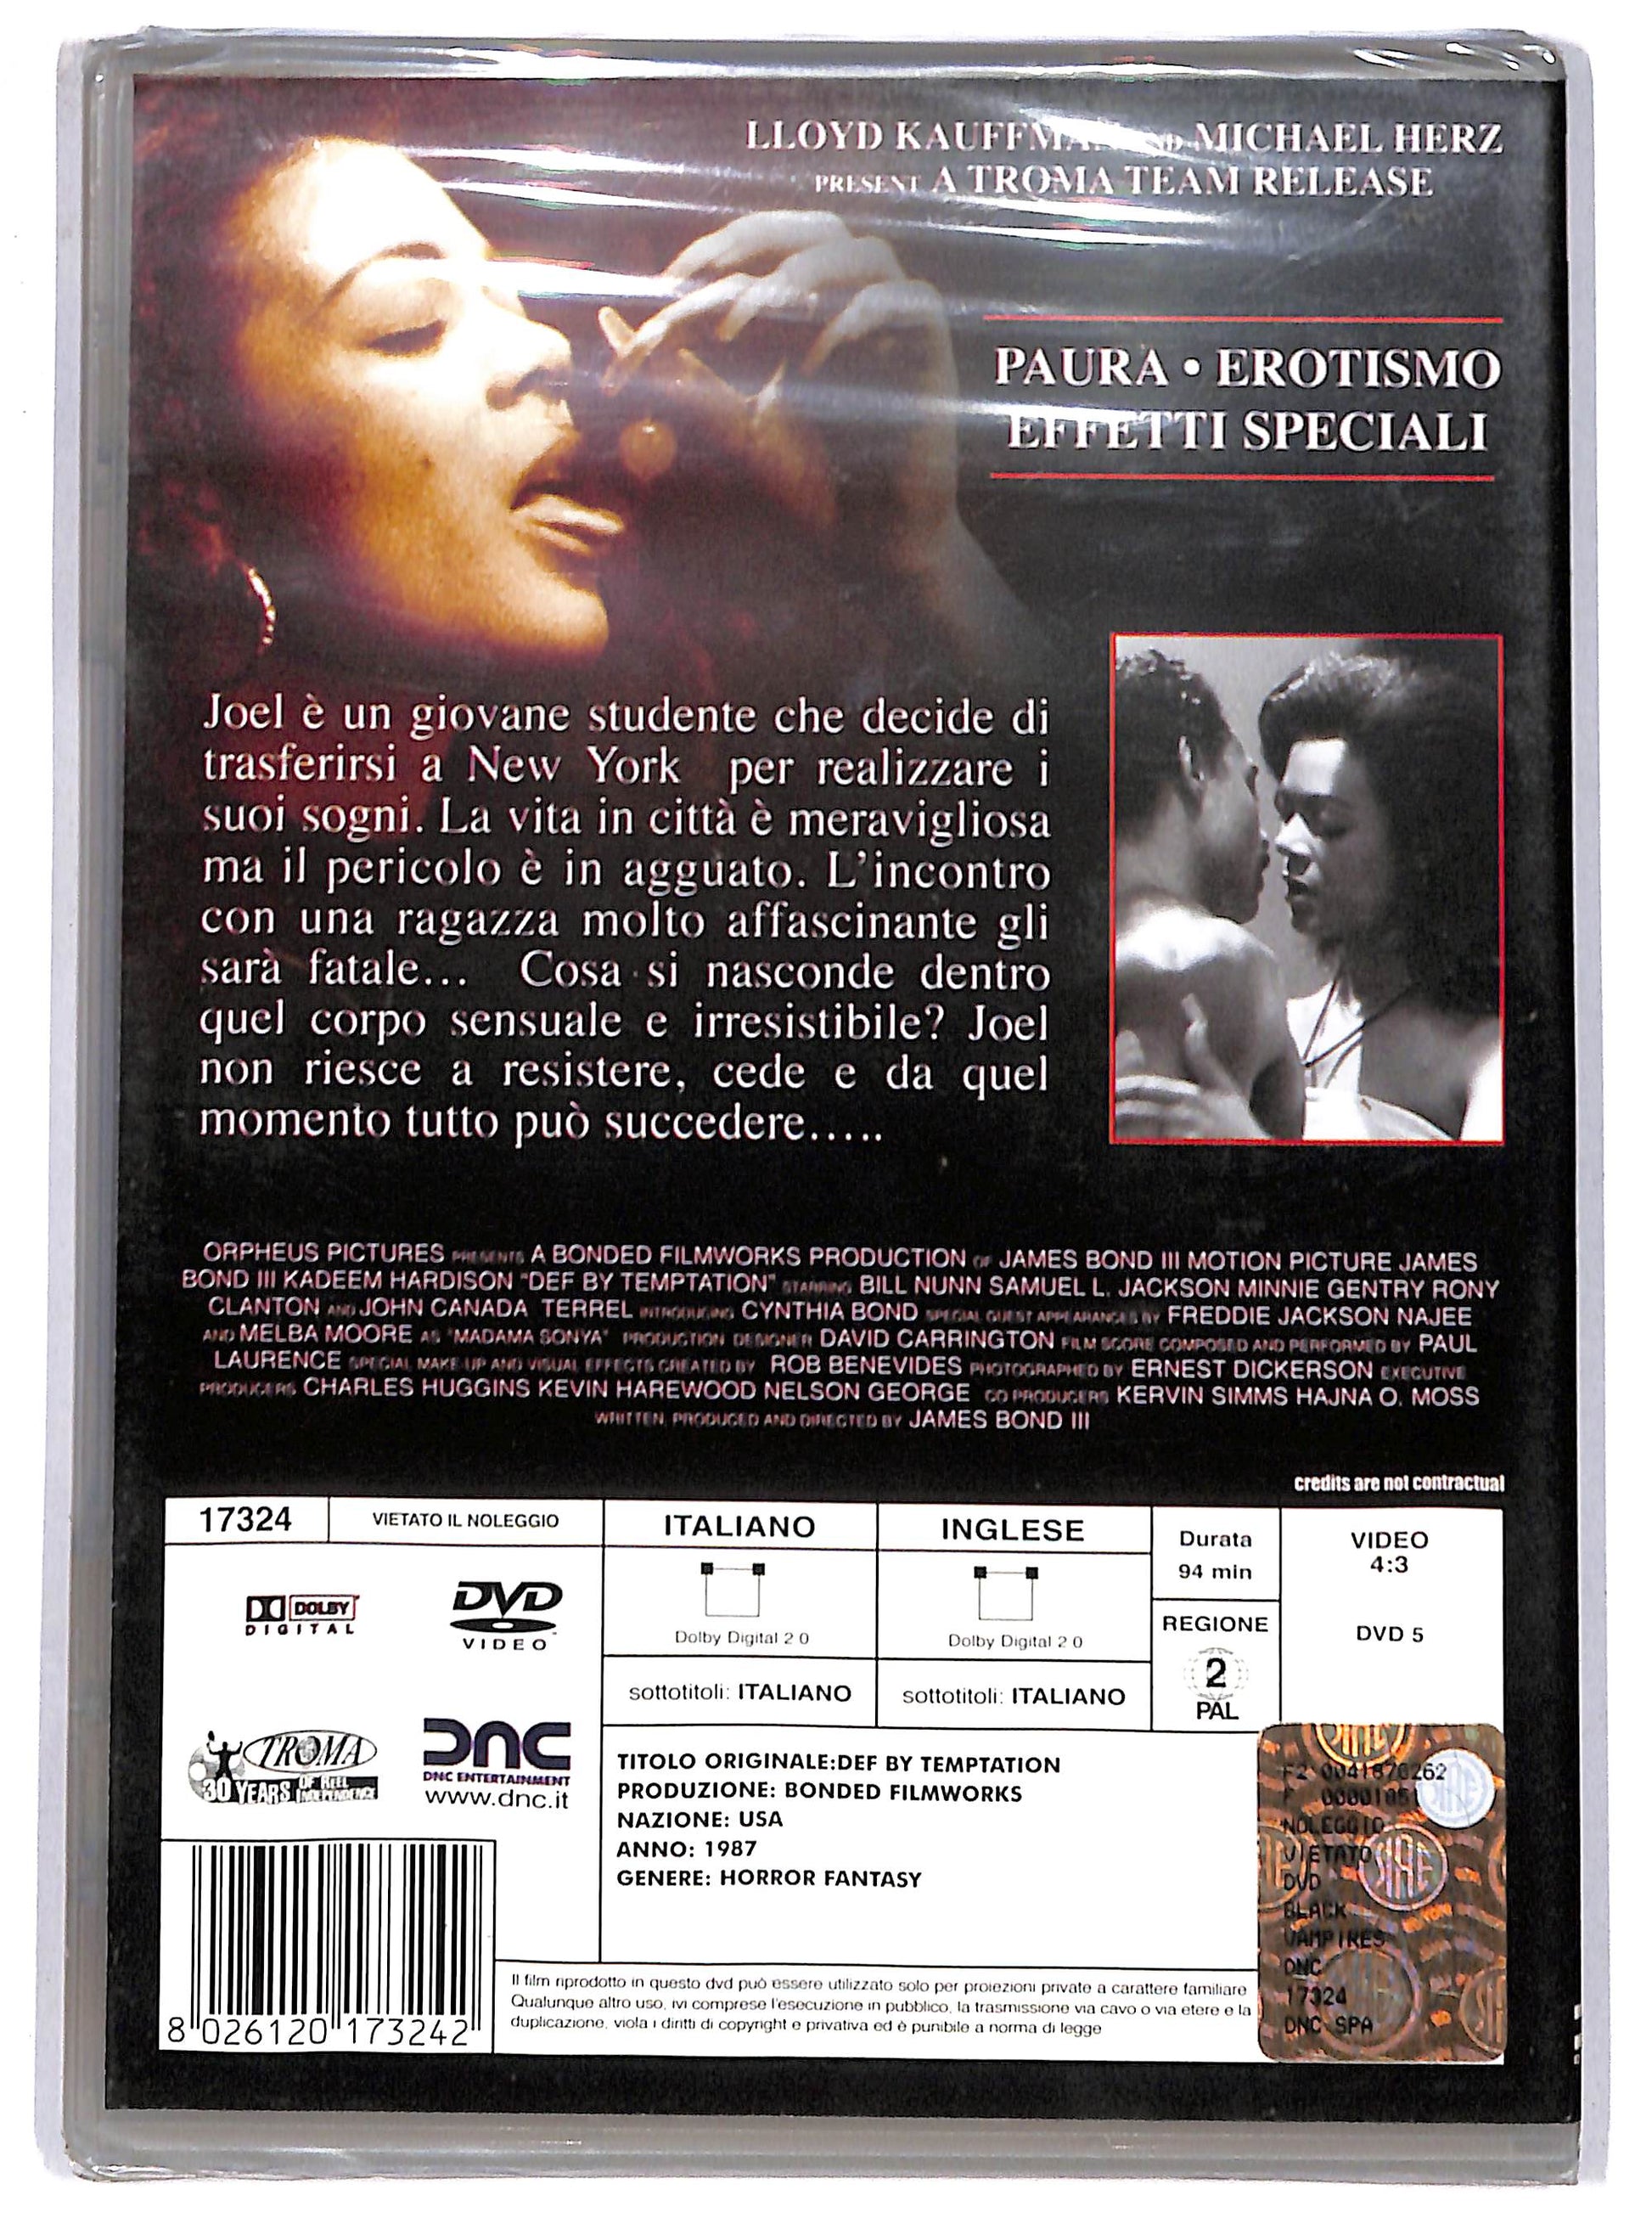 LLOYD KAUFFMA MICHAEL HERZ
PRESENT A TROMA TEAM RELEASE
PAURA • EROTISMO
EFFETTI SPECIALI
Joel è un giovane studente che decide di
trasferirsi a New York per realizzare i
suoi sogni. La vita in città è meravigliosa
ma il pericolo è in agguato. L'incontro
con una ragazza molto affascinante gli
sarà fatale... Cosa si nasconde dentro
quel corpo sensuale e irresistibile? Joel
non riesce a resistere, cede e da quel
momento tutto può succedere.....
ORPHEUS PICTURES PRESENTS A BONDED FILMWORKS PRODUCTION OF JAMES BOND III MOTION PICTURE JAMES
BOND III KADEEM HARDISON "DEF BY TEMPTATION" STARRING BILL NUNN SAMUEL L. JACKSON MINNIE GENTRY RONY
CLANTON AND JOHN CANADA TERREL INTRODUCING CYNTHIA BOND SPECIAL GUEST APPEARANCES BY FREDDIE JACKSON NAJEE
AND MELBA MOORE AS "MADAMA SONYA" PRODUCTION DESIGNER DAVID CARRINGTON FILM SCORE COMPOSED AND PERFORMED BY PAUL
LAURENCE SPECIAL MAKE-UP AND VISUAL EFFECTS CREATED BY ROB BENEVIDES PHOTOGRAPHED BY ERNEST DICKERSON EXECUTIVE
PRODUCERS CHARLES HUGGINS KEVIN HAREWOOD NELSON GEORGE CO PRODUCERS KERVIN SIMMS HAJNA O. MOSS
WRITTEN, PRODUCED AND DIRECTED BY JAMES BOND III
credits are not contractual
17324 VIETATO IL NOLEGGIO
DOLBY
DIGITAL
DVD
VIDEO
TROMA
30 YEARS OF REEL INDEPENDENCE
DNC
DNC ENTERTAINMENT
www.dnc.it
ITALIANO
Dolby Digital 2 0
sottotitoli: ITALIANO
INGLESE
Dolby Digital 2 0
sottotitoli: ITALIANO
Durata
94 min
REGIONE
2
PAL
VIDEO
4:3
DVD 5
TITOLO ORIGINALE:DEF BY TEMPTATION
PRODUZIONE: BONDED FILMWORKS
NAZIONE: USA
ANNO: 1987
GENERE: HORROR FANTASY
8 026120 173242
Il film riprodotto in questo dvd può essere utilizzato solo per proiezioni private a carattere familiare
Qualunque altro uso, ivi comprese l'esecuzione in pubblico, la trasmissione via cavo o via etere e la
duplicazione, viola i diritti di copyright e privativa ed è punibile a norma di legge
NOLEGGIO
VIETATO
DVD
BLACK
VAMPIRES
DNC
17324
DNC SPA
SIAE